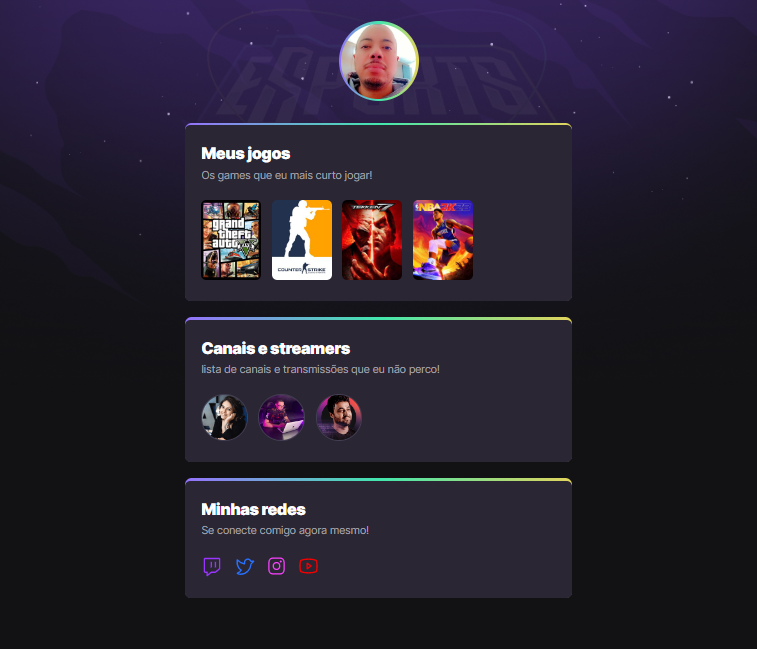 ESPORTS
Meus jogos
Os games que eu mais curto jogar!
grand
theft
auto
V
COUNTER STRIKE
TEKKEN 7
NBA 2K
Canais e streamers
lista de canais e transmissões que eu não perco!
Minhas redes
Se conecte comigo agora mesmo!